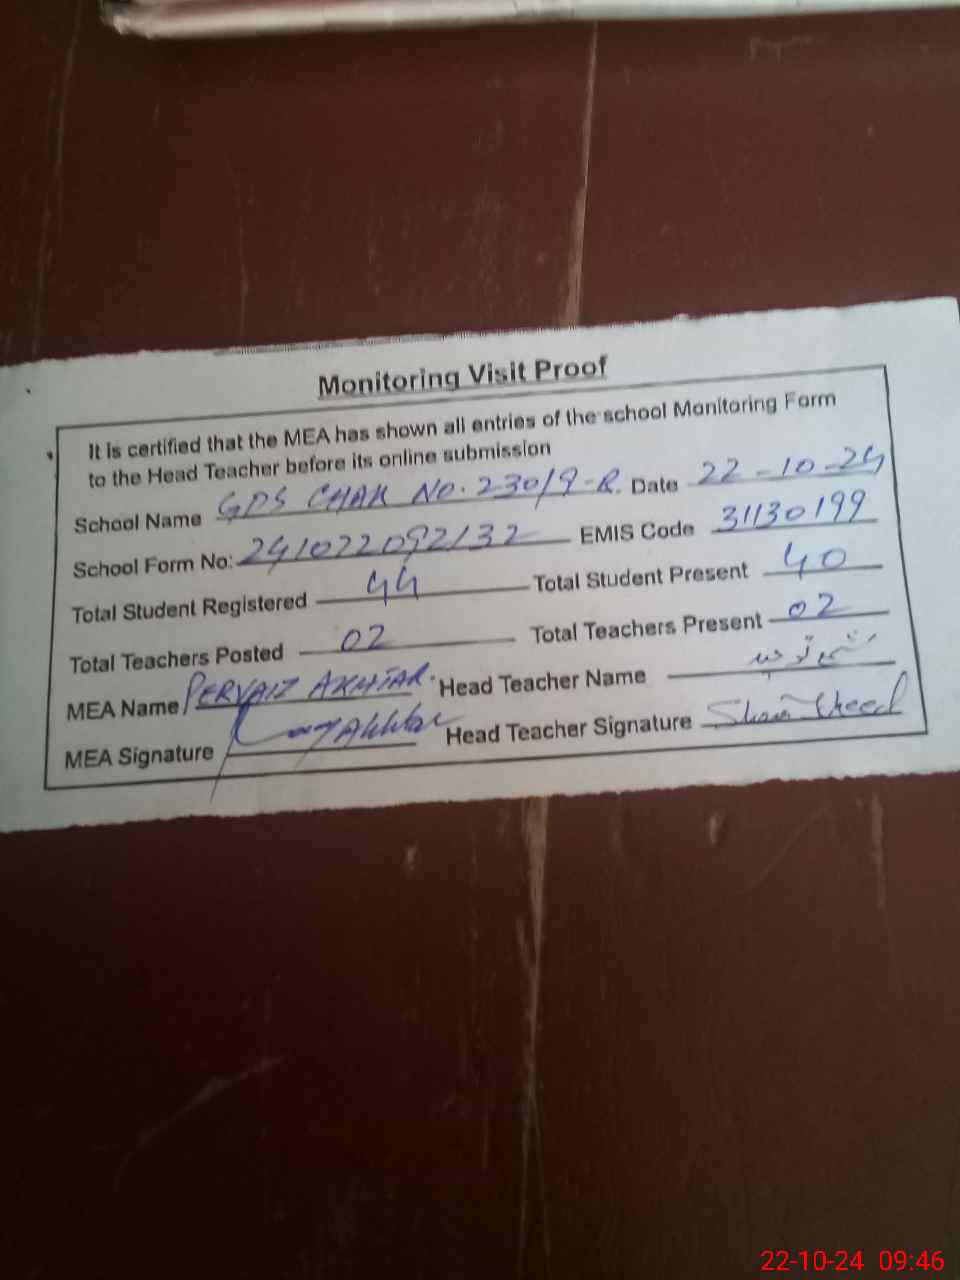 Monitoring Visit Proof
It is certified that the MEA has shown all entries of the school Monitoring Form
to the Head Teacher before its online submission
School Name GPS CHAK NO. 230/9-R. Date 22-10-24
School Form No: 241022092132 EMIS Code 31130199
Total Student Registered 44 Total Student Present 40
Total Teachers Posted 02 Total Teachers Present 02
MEA Name PERVAIZ AKHTAR. Head Teacher Name
MEA Signature Akhtar Head Teacher Signature
22-10-24 09:46